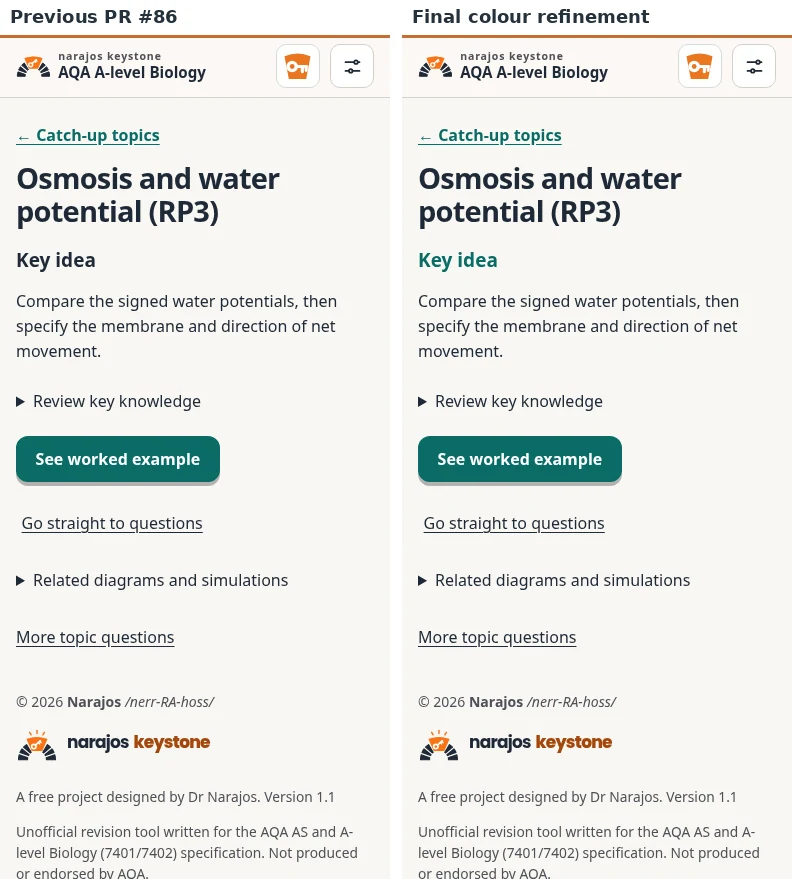 Previous PR #86
narajos keystone
AQA A-level Biology
← Catch-up topics
Osmosis and water
potential (RP3)
Key idea
Compare the signed water potentials, then
specify the membrane and direction of net
movement.
Review key knowledge
See worked example
Go straight to questions
Related diagrams and simulations
More topic questions
© 2026 Narajos /nerr-RA-hoss/
narajos keystone
A free project designed by Dr Narajos. Version 1.1
Unofficial revision tool written for the AQA AS and A-
level Biology (7401/7402) specification. Not produced
or endorsed by AQA.
Final colour refinement
narajos keystone
AQA A-level Biology
← Catch-up topics
Osmosis and water
potential (RP3)
Key idea
Compare the signed water potentials, then
specify the membrane and direction of net
movement.
Review key knowledge
See worked example
Go straight to questions
Related diagrams and simulations
More topic questions
© 2026 Narajos /nerr-RA-hoss/
narajos keystone
A free project designed by Dr Narajos. Version 1.1
Unofficial revision tool written for the AQA AS and A-
level Biology (7401/7402) specification. Not produced
or endorsed by AQA.